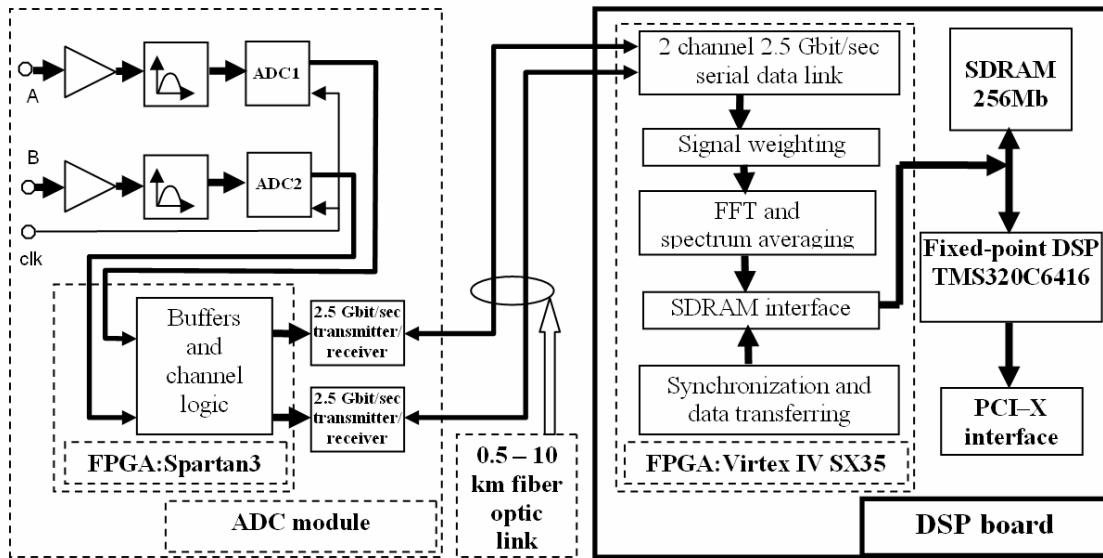 A
ADC1
B
ADC2
clk
Buffers
and
channel
logic
2.5 Gbit/sec
transmitter/
receiver
2.5 Gbit/sec
transmitter/
receiver
FPGA:Spartan3
ADC module
0.5 – 10
km fiber
optic
link
2 channel 2.5 Gbit/sec
serial data link
Signal weighting
FFT and
spectrum averaging
SDRAM interface
Synchronization and
data transferring
FPGA:Virtex IV SX35
SDRAM
256Mb
Fixed-point DSP
TMS320C6416
PCI–X
interface
DSP board